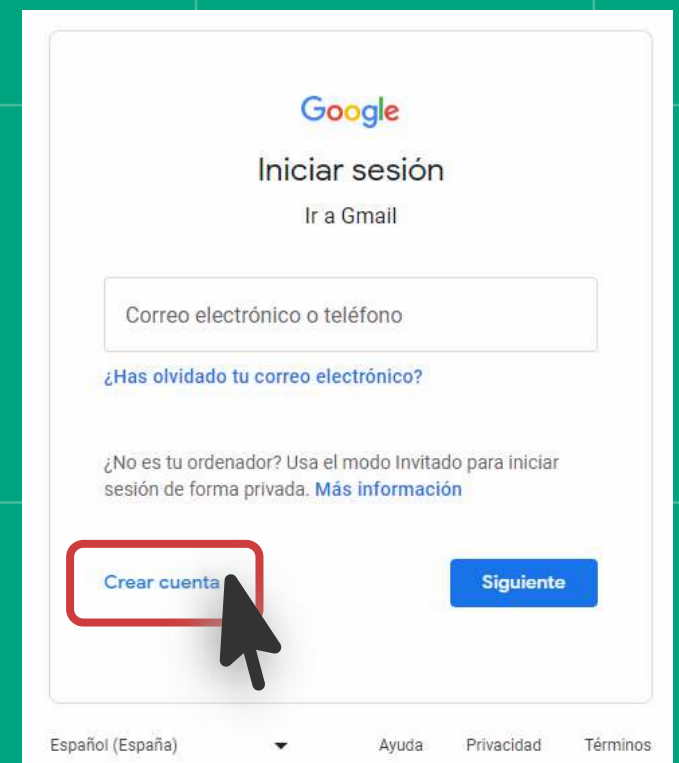 Google
Iniciar sesión
Ir a Gmail
Correo electrónico o teléfono
¿Has olvidado tu correo electrónico?
¿No es tu ordenador? Usa el modo Invitado para iniciar
sesión de forma privada. Más información
Crear cuenta
Siguiente
Español (España)
Ayuda
Privacidad
Términos